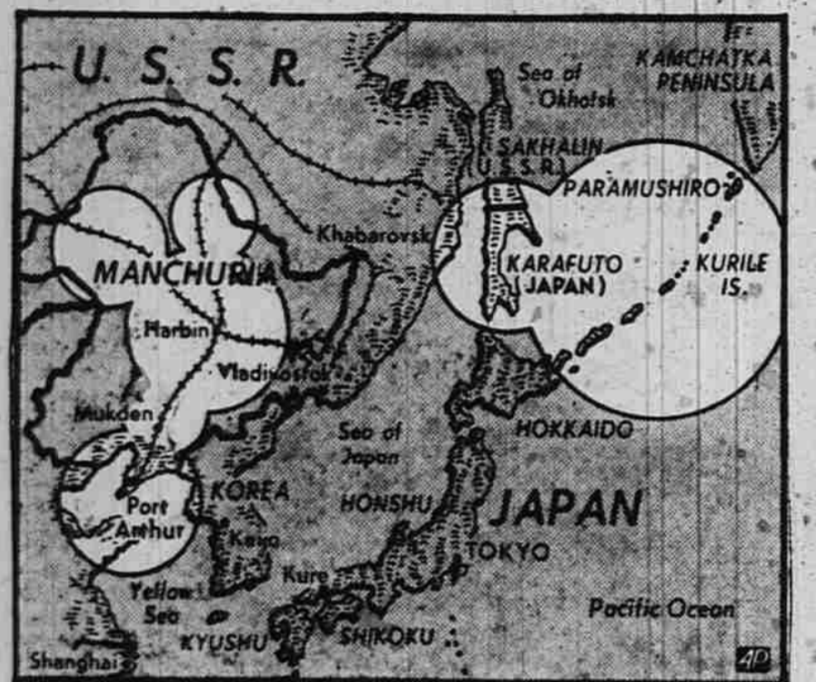 U. S. S. R.
Sea of
Okhotsk
KAMCHATKA
PENINSULA
SAKHALIN
(U.S.S.R.)
PARAMUSHIRO
Khabarovsk
MANCHURIA
KARAFUTO
(JAPAN)
KURILE
IS.
Harbin
Vladivostok
Mukden
HOKKAIDO
Sea of
Japan
KOREA
Port
Arthur
HONSHU
JAPAN
TOKYO
Kure
Yellow
Sea
Pacific Ocean
KYUSHU
SHIKOKU
Shanghai
AP